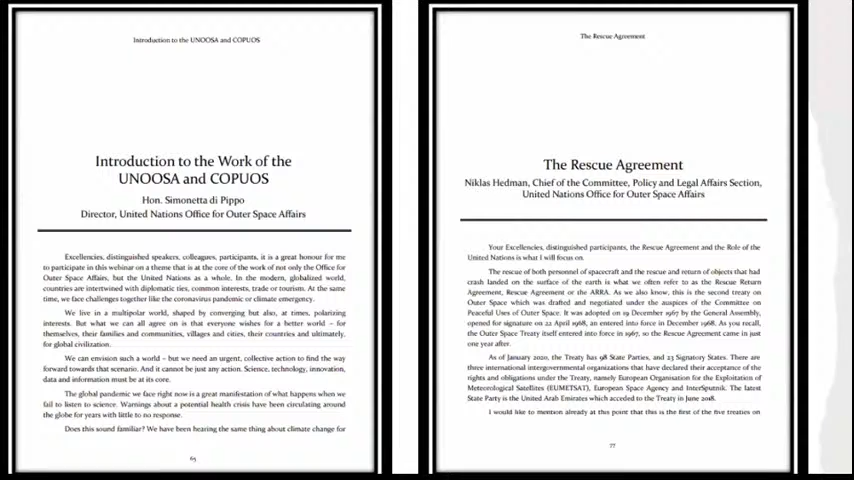 Introduction to the UNOOSA and COPUOS
Introduction to the Work of the
UNOOSA and COPUOS
Hon. Simonetta di Pippo
Director, United Nations Office for Outer Space Affairs
Excellencies, distinguished speakers, colleagues, participants, it is a great honour for me
to participate in this webinar on a theme that is at the core of the work of not only the Office for
Outer Space Affairs, but the United Nations as a whole. In the modern, globalized world,
countries are intertwined with diplomatic ties, common interests, trade or tourism. At the same
time, we face challenges together like the coronavirus pandemic or climate emergency.
We live in a multipolar world, shaped by converging but also, at times, polarizing
interests. But what we can all agree on is that everyone wishes for a better world – for
themselves, their families and communities, villages and cities, their countries and ultimately,
for global civilization.
We can envision such a world – but we need an urgent, collective action to find the way
forward towards that scenario. And it cannot be just any action. Science, technology, innovation,
data and information must be at its core.
The global pandemic we face right now is a great manifestation of what happens when we
fail to listen to science. Warnings about a potential health crisis have been circulating around
the globe for years with little to no response.
Does this sound familiar? We have been hearing the same thing about climate change for
65
The Rescue Agreement
The Rescue Agreement
Niklas Hedman, Chief of the Committee, Policy and Legal Affairs Section,
United Nations Office for Outer Space Affairs
Your Excellencies, distinguished participants, the Rescue Agreement and the Role of the
United Nations is what I will focus on.
The rescue of both personnel of spacecraft and the rescue and return of objects that had
crash landed on the surface of the earth is what we often refer to as the Rescue Return
Agreement, Rescue Agreement or the ARRA. As we also know, this is the second treaty on
Outer Space which was drafted and negotiated under the auspices of the Committee on
Peaceful Uses of Outer Space. It was adopted on 19 December 1967 by the General Assembly,
opened for signature on 22 April 1968, an entered into force in December 1968. As you recall,
the Outer Space Treaty itself entered into force in 1967, so the Rescue Agreement came in just
one year after.
As of January 2020, the Treaty has 98 State Parties, and 23 Signatory States. There are
three international intergovernmental organizations that have declared their acceptance of the
rights and obligations under the Treaty, namely European Organisation for the Exploitation of
Meteorological Satellites (EUMETSAT), European Space Agency and InterSputnik. The latest
State Party is the United Arab Emirates which acceded to the Treaty in June 2018.
I would like to mention already at this point that this is the first of the five treaties on
77